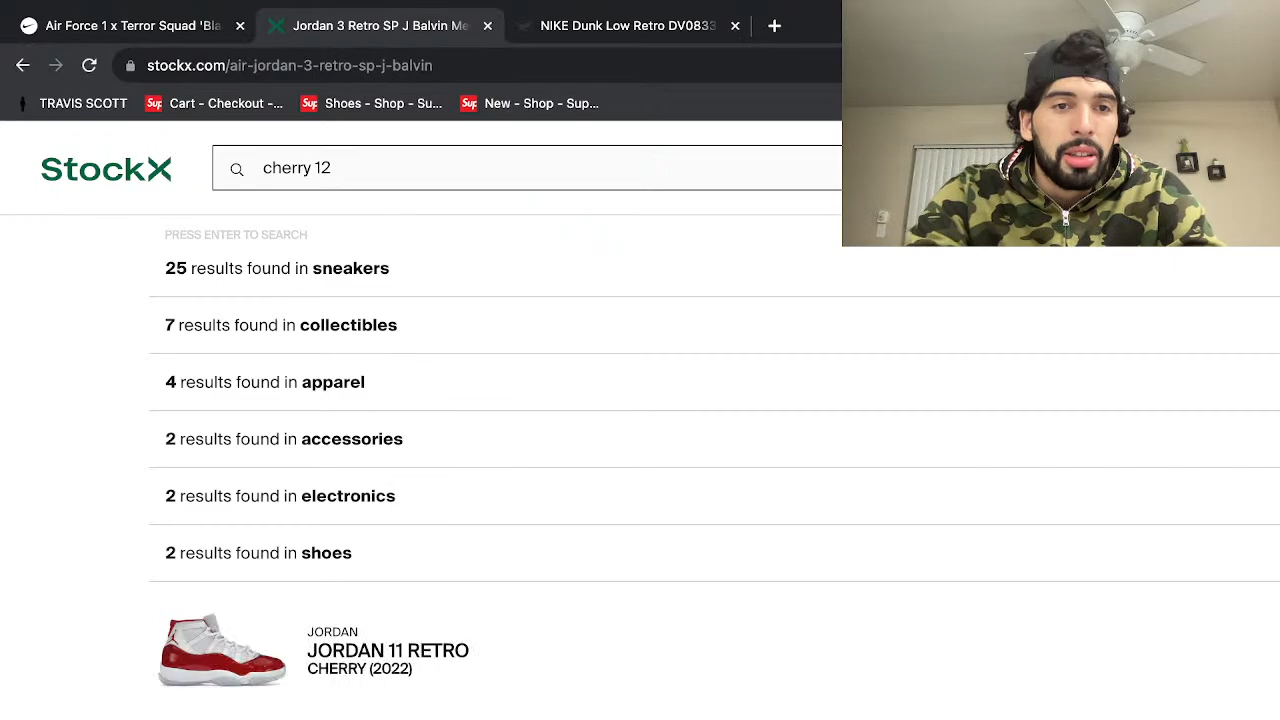 Air Force 1 x Terror Squad 'Bla
Jordan 3 Retro SP J Balvin Me
NIKE Dunk Low Retro DV0833
stockx.com/air-jordan-3-retro-sp-j-balvin
TRAVIS SCOTT
Sup Cart - Checkout -...
Sup Shoes - Shop - Su...
Sup New - Shop - Sup...
StockX
cherry 12
PRESS ENTER TO SEARCH
25 results found in sneakers
7 results found in collectibles
4 results found in apparel
2 results found in accessories
2 results found in electronics
2 results found in shoes
JORDAN
JORDAN 11 RETRO
CHERRY (2022)